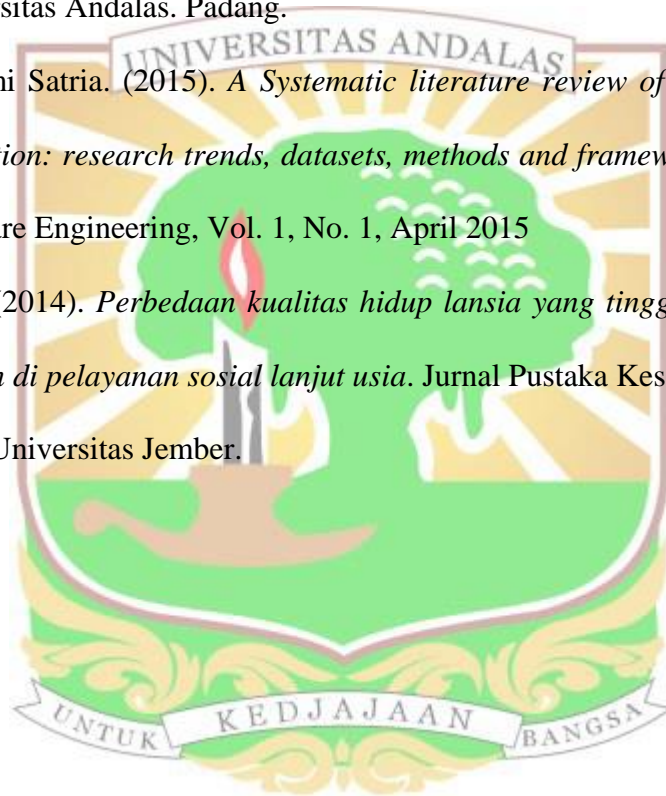 sitas Andalas. Padang.
UNIVERSITAS ANDALAS
ni Satria. (2015). A Systematic literature review of
tion: research trends, datasets, methods and framew
are Engineering, Vol. 1, No. 1, April 2015
(2014). Perbedaan kualitas hidup lansia yang tingg
n di pelayanan sosial lanjut usia. Jurnal Pustaka Kes
Universitas Jember.
UNTUK KEDJAJAAN BANGSA